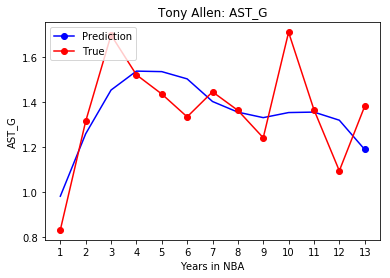 Tony Allen: AST_G
Prediction
True
1.6
1.4
1.2
1.0
0.8
AST_G
1 2 3 4 5 6 7 8 9 10 11 12 13
Years in NBA